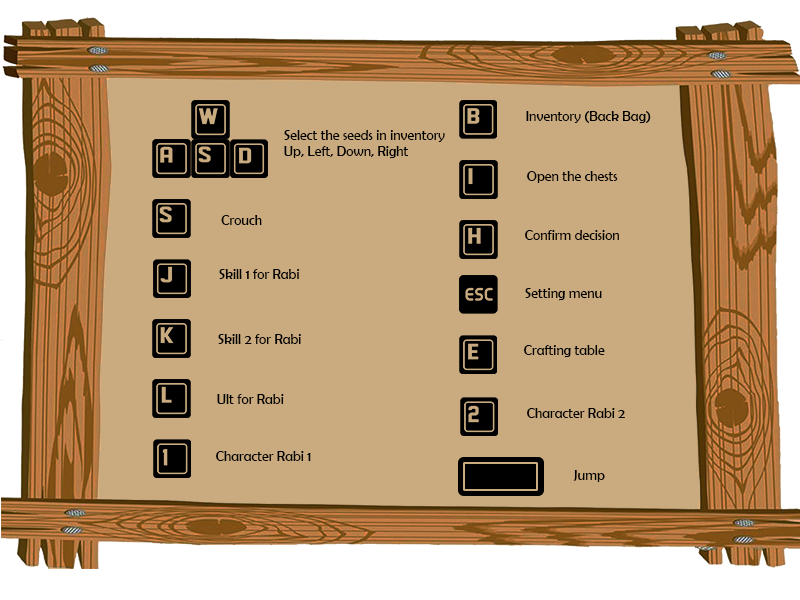 W
A S D
Select the seeds in inventory
Up, Left, Down, Right
S Crouch
J Skill 1 for Rabi
K Skill 2 for Rabi
L Ult for Rabi
1 Character Rabi 1
B Inventory (Back Bag)
I Open the chests
H Confirm decision
ESC Setting menu
E Crafting table
2 Character Rabi 2
Jump